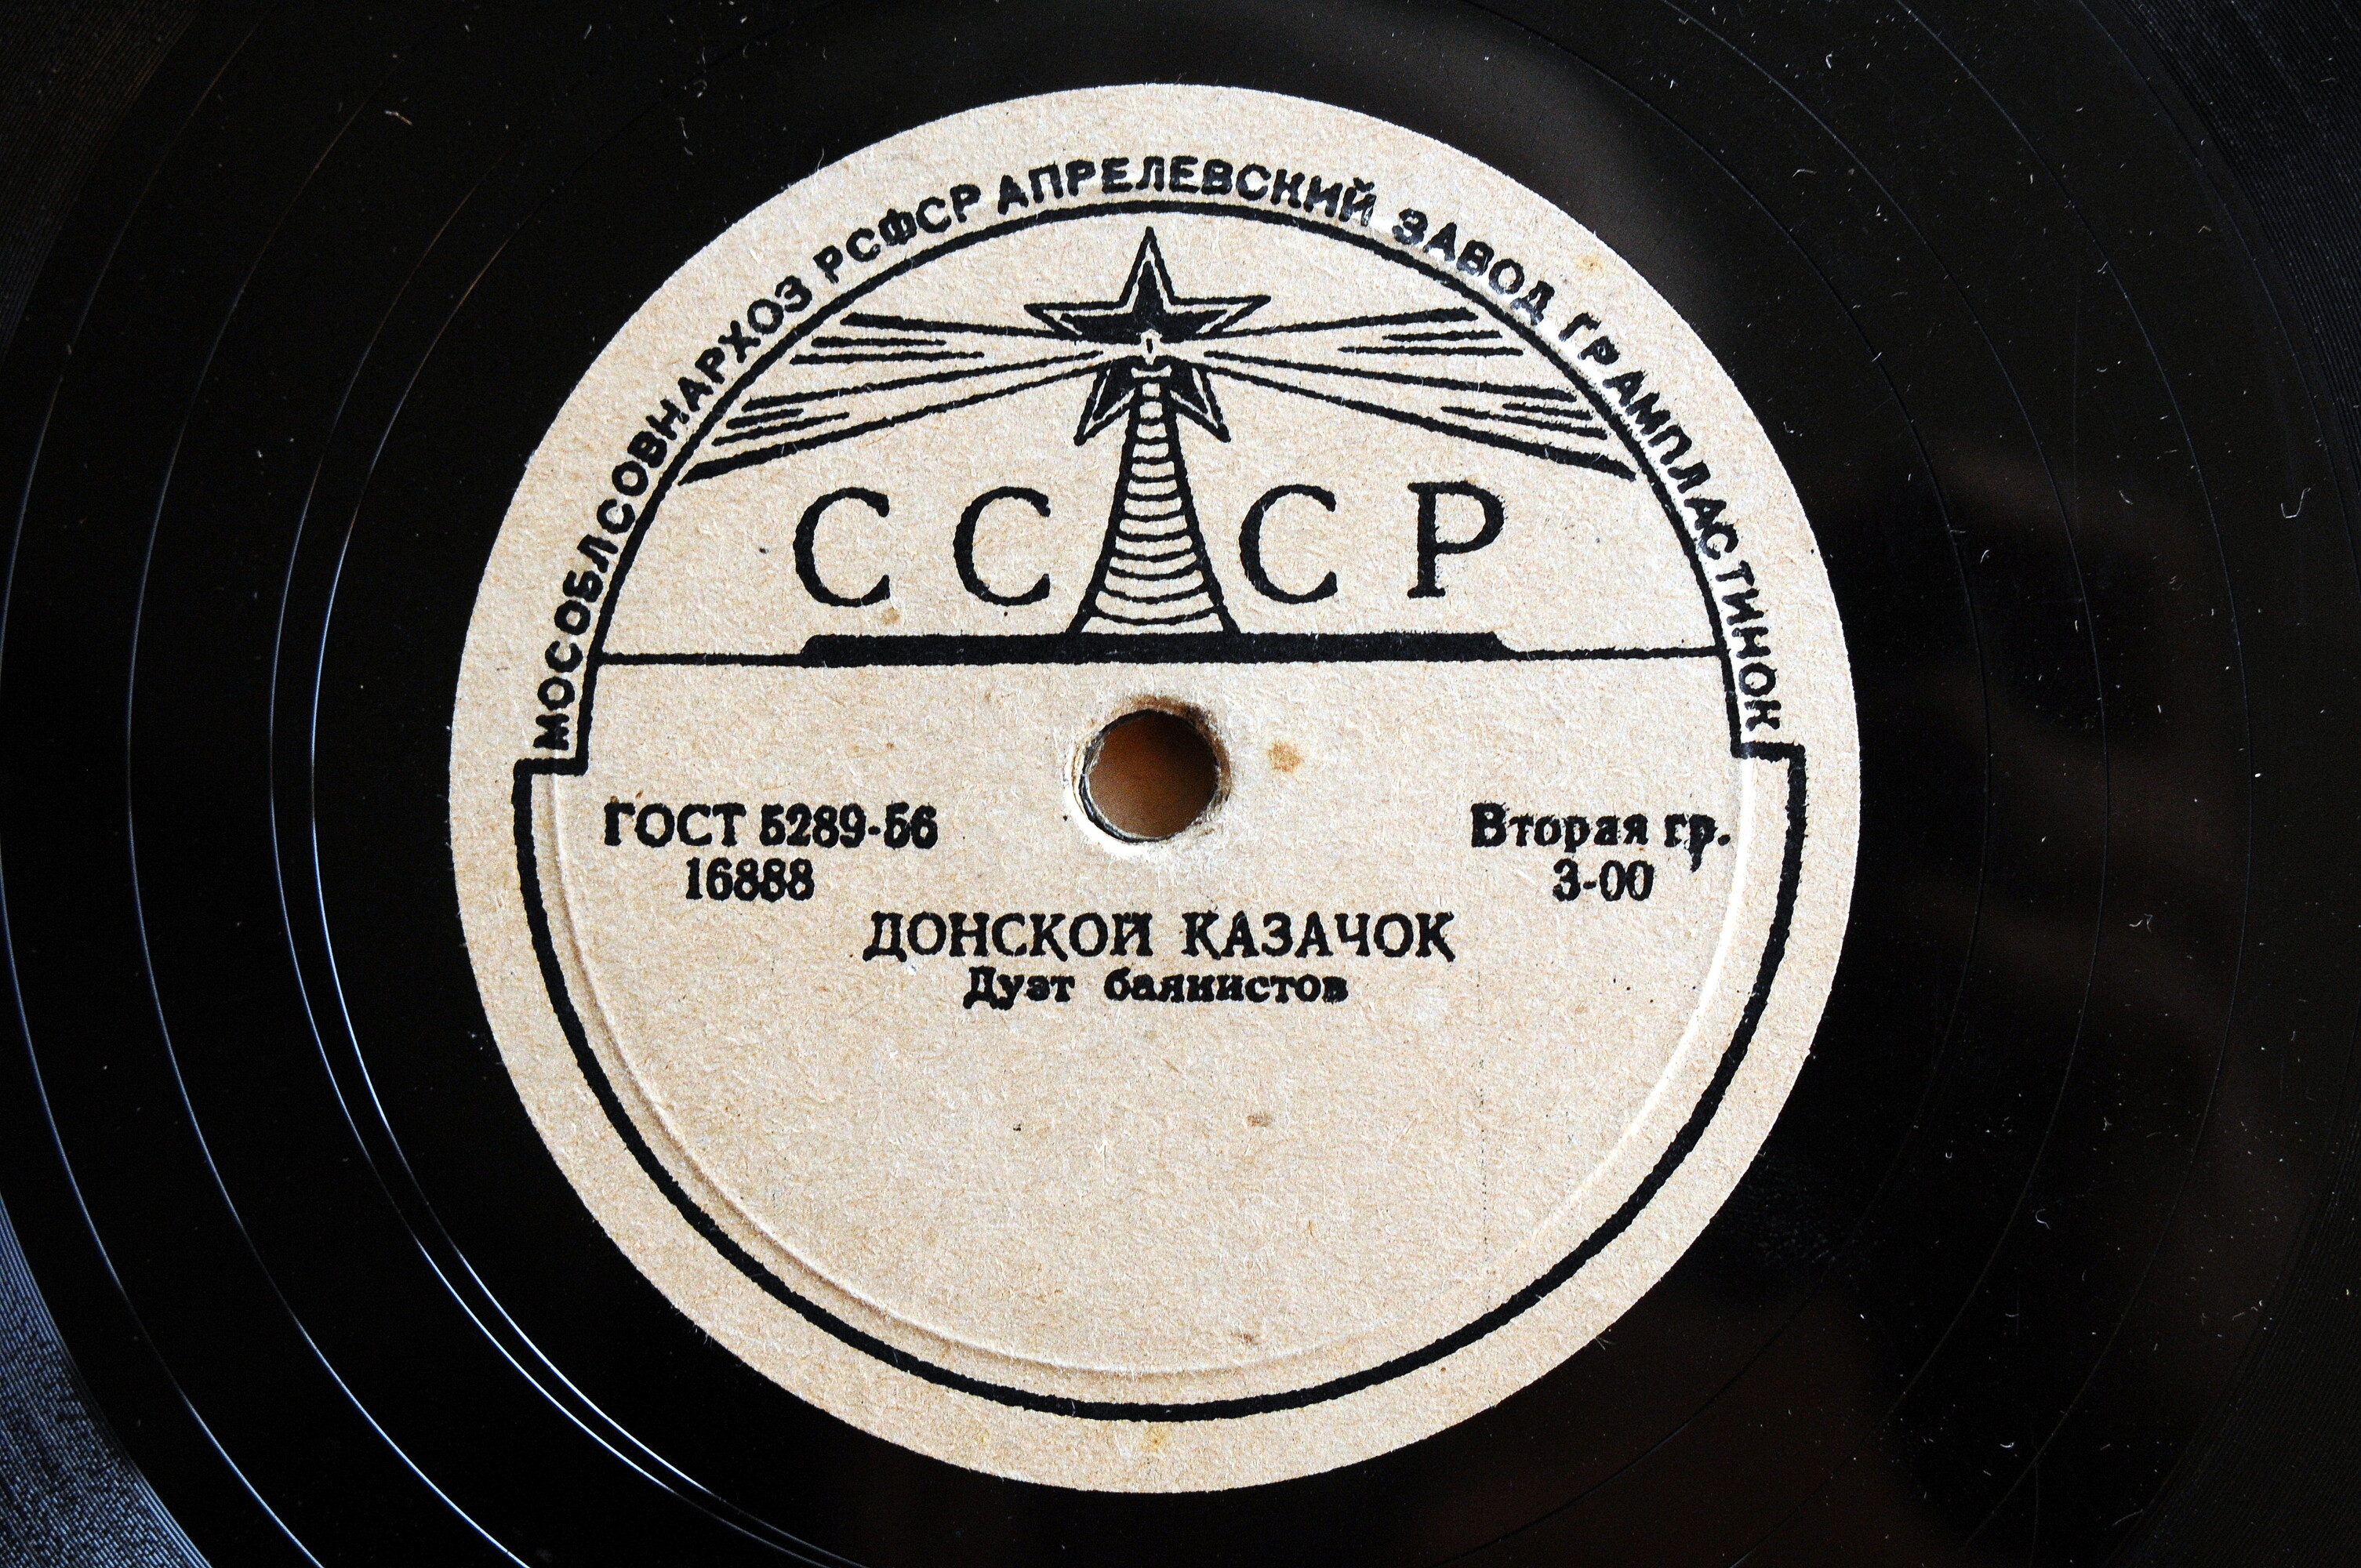 МОСОБЛСОВНАРХОЗ РСФСР АПРЕЛЕВСКИЙ ЗАВОД ГРАМПЛАСТИНОК
СССР
ГОСТ 5289-56
16888
Вторая гр.
3-00
ДОНСКОЙ КАЗАЧОК
Дуэт баянистов